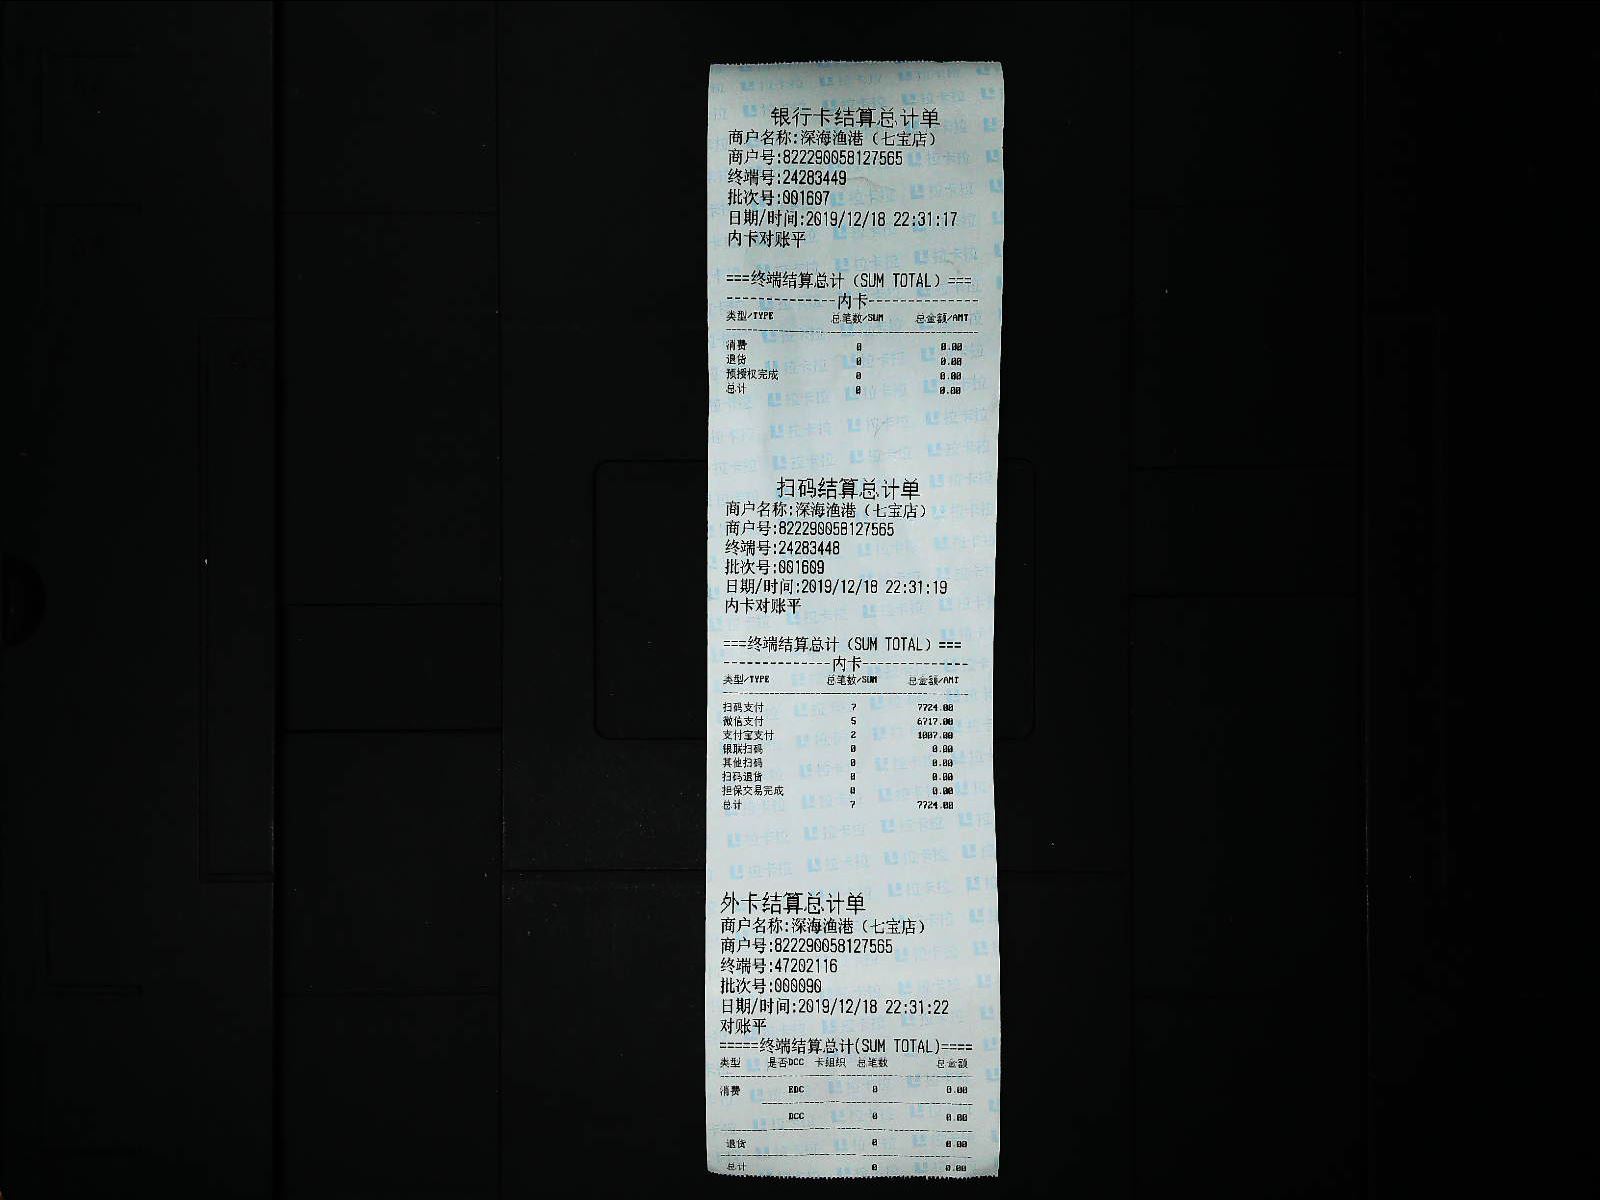 银行卡结算总计单
商户名称:深海渔港（七宝店）
商户号:822290058127565
终端号:24283449
批次号:001607
日期/时间:2019/12/18 22:31:17
内卡对账平
===终端结算总计（SUM TOTAL）===
--------------内卡--------------
类型/TYPE 总笔数/SUM 总金额/AMT
消费 0 0.00
退货 0 0.00
预授权完成 0 0.00
总计 0 0.00
扫码结算总计单
商户名称:深海渔港（七宝店）
商户号:822290058127565
终端号:24283448
批次号:001609
日期/时间:2019/12/18 22:31:19
内卡对账平
===终端结算总计（SUM TOTAL）===
--------------内卡--------------
类型/TYPE 总笔数/SUM 总金额/AMT
扫码支付 7 7724.00
微信支付 5 6717.00
支付宝支付 2 1007.00
银联扫码 0 0.00
其他扫码 0 0.00
扫码退货 0 0.00
担保交易完成 0 0.00
总计 7 7724.00
外卡结算总计单
商户名称:深海渔港（七宝店）
商户号:822290058127565
终端号:47202116
批次号:000090
日期/时间:2019/12/18 22:31:22
对账平
=====终端结算总计(SUM TOTAL)====
类型 是否DCC 卡组织 总笔数 总金额
消费 EDC 0 0.00
DCC 0 0.00
退货 0 0.00
总计 0 0.00